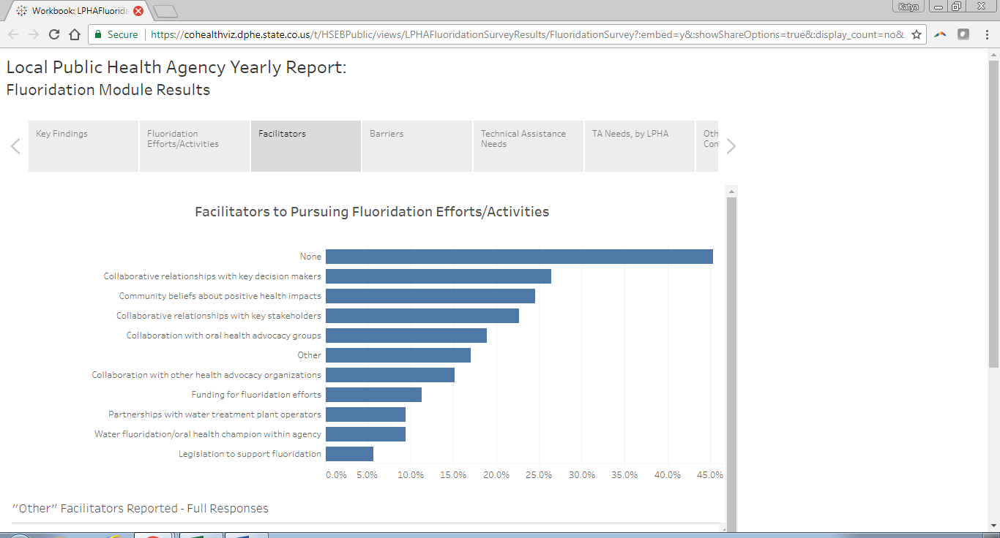 Workbook: LPHAFluorida
Katya
Secure
https://cohealthviz.dphe.state.co.us/t/HSEBPublic/views/LPHAFluoridationSurveyResults/FluoridationSurvey?:embed=y&:showShareOptions=true&:display_count=no&:
Local Public Health Agency Yearly Report:
Fluoridation Module Results
Key Findings
Fluoridation
Efforts/Activities
Facilitators
Barriers
Technical Assistance
Needs
TA Needs, by LPHA
Oth
Com
Facilitators to Pursuing Fluoridation Efforts/Activities
None
Collaborative relationships with key decision makers
Community beliefs about positive health impacts
Collaborative relationships with key stakeholders
Collaboration with oral health advocacy groups
Other
Collaboration with other health advocacy organizations
Funding for fluoridation efforts
Partnerships with water treatment plant operators
Water fluoridation/oral health champion within agency
Legislation to support fluoridation
0.0% 5.0% 10.0% 15.0% 20.0% 25.0% 30.0% 35.0% 40.0% 45.0%
"Other" Facilitators Reported - Full Responses